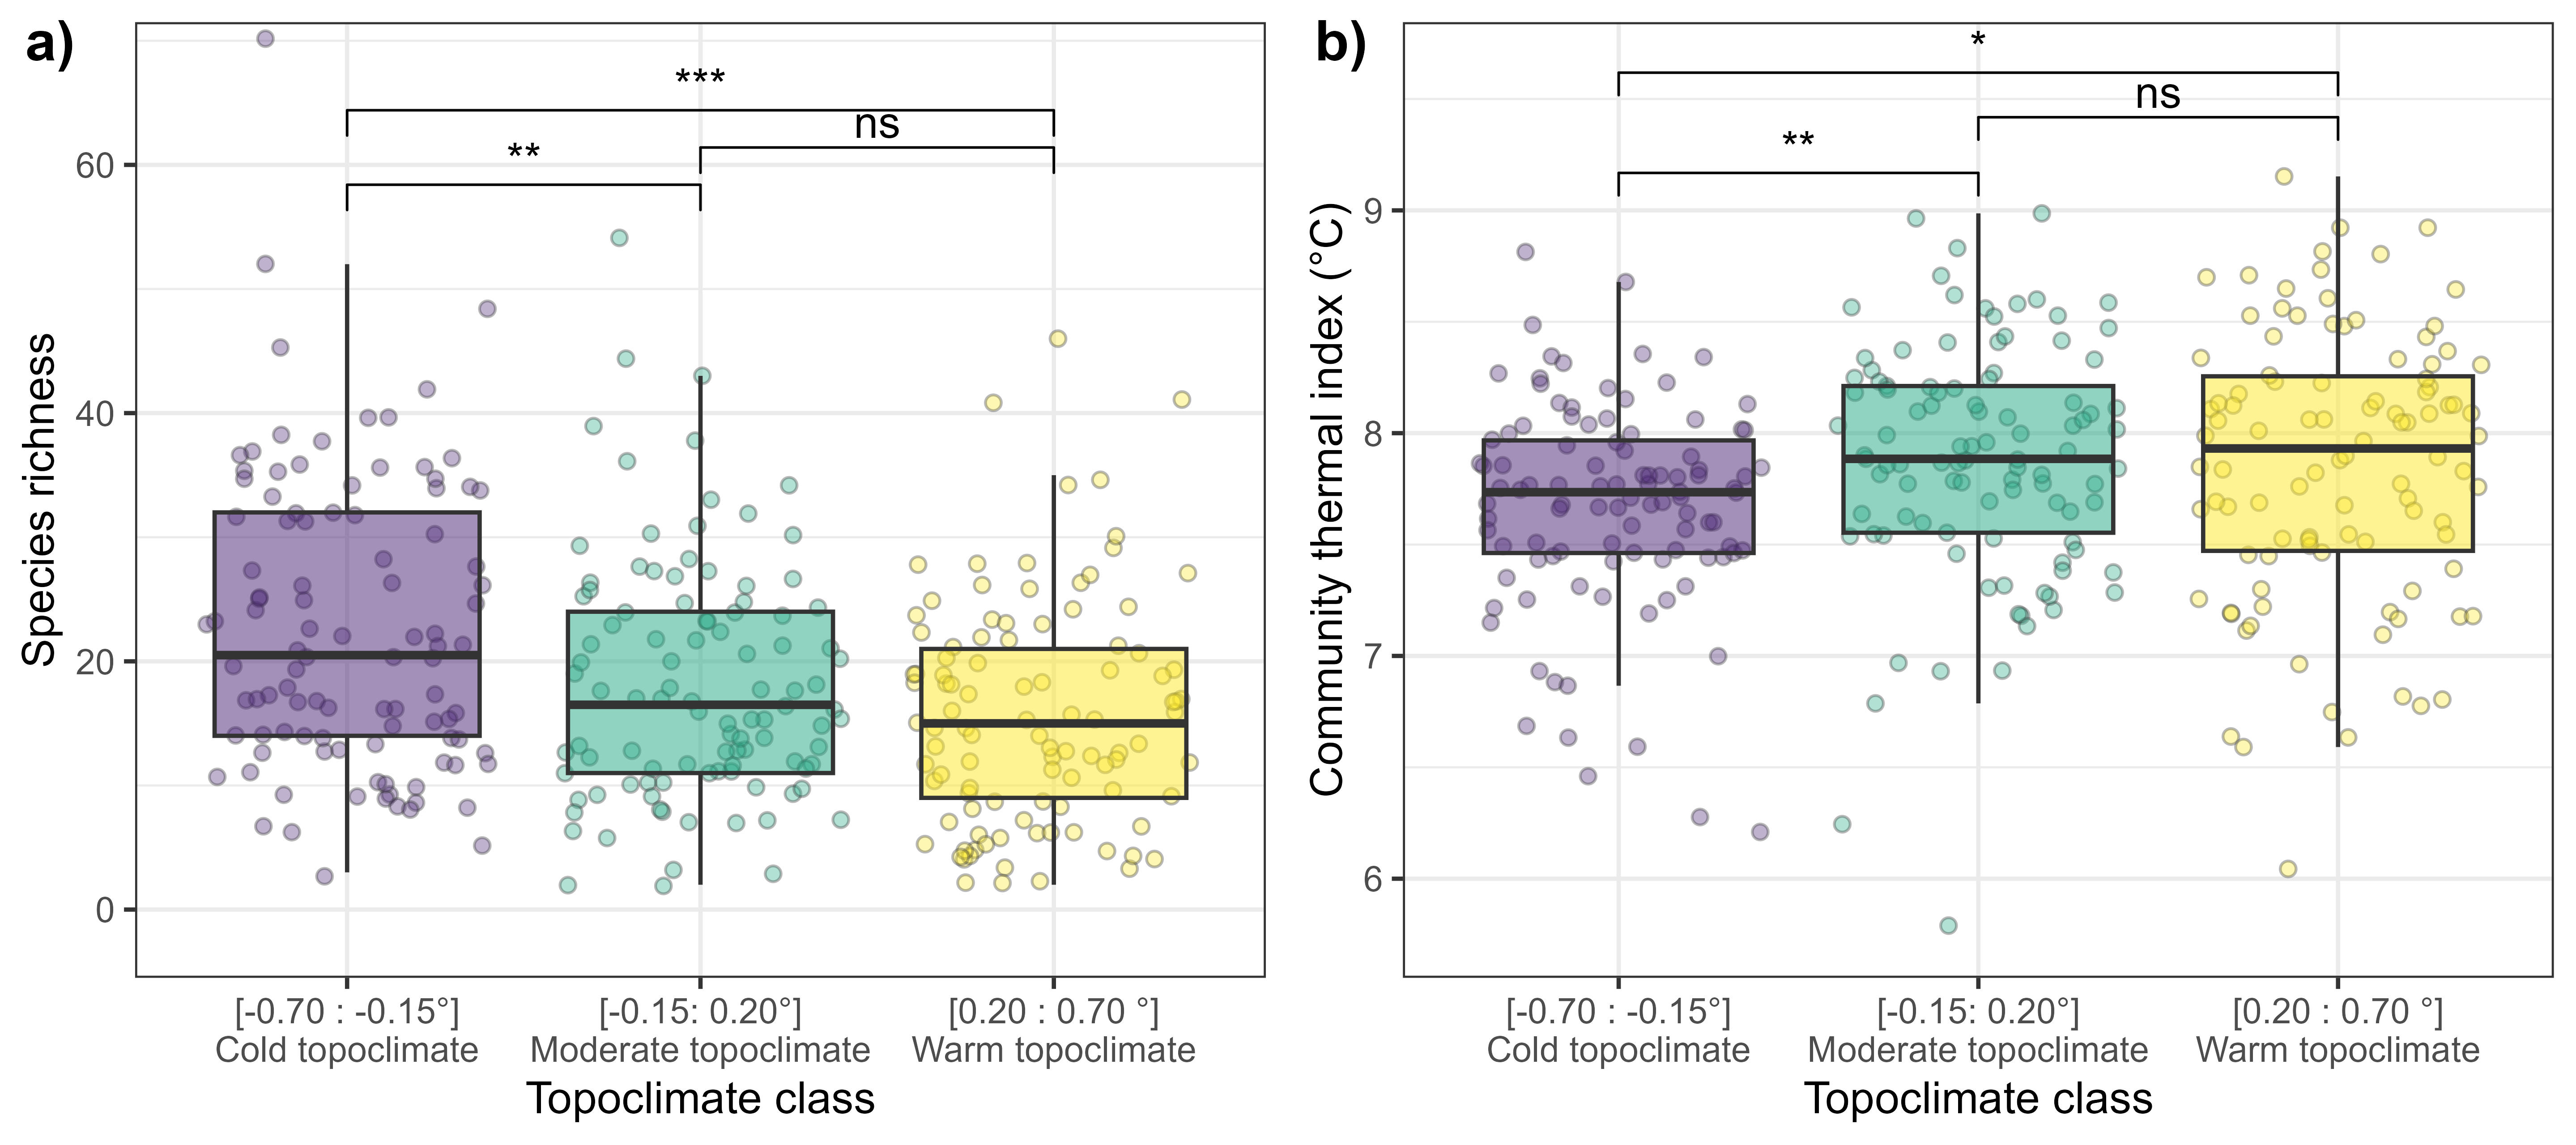 a)
***
ns
**
60
40
20
0
Species richness
[-0.70 : -0.15°]
Cold topoclimate
[-0.15: 0.20°]
Moderate topoclimate
[0.20 : 0.70 °]
Warm topoclimate
Topoclimate class
b)
*
ns
**
9
8
7
6
Community thermal index (°C)
[-0.70 : -0.15°]
Cold topoclimate
[-0.15: 0.20°]
Moderate topoclimate
[0.20 : 0.70 °]
Warm topoclimate
Topoclimate class